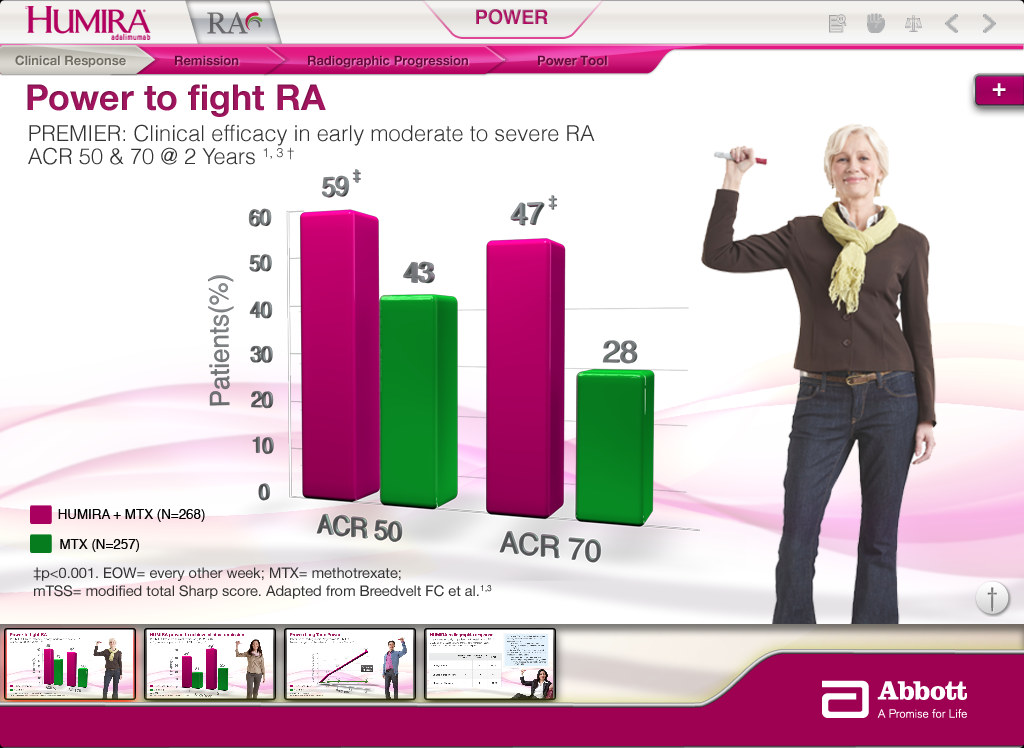 HUMIRA
adalimumab
RA
POWER
Clinical Response
Remission
Radiographic Progression
Power Tool
+
Power to fight RA
PREMIER: Clinical efficacy in early moderate to severe RA
ACR 50 & 70 @ 2 Years 1, 3 †
59‡
47‡
43
28
60
50
40
30
20
10
0
Patients(%)
ACR 50
ACR 70
HUMIRA + MTX (N=268)
MTX (N=257)
‡p<0.001. EOW= every other week; MTX= methotrexate;
mTSS= modified total Sharp score. Adapted from Breedvelt FC et al.1,3
†
Power to fight RA
Abbott
A Promise for Life